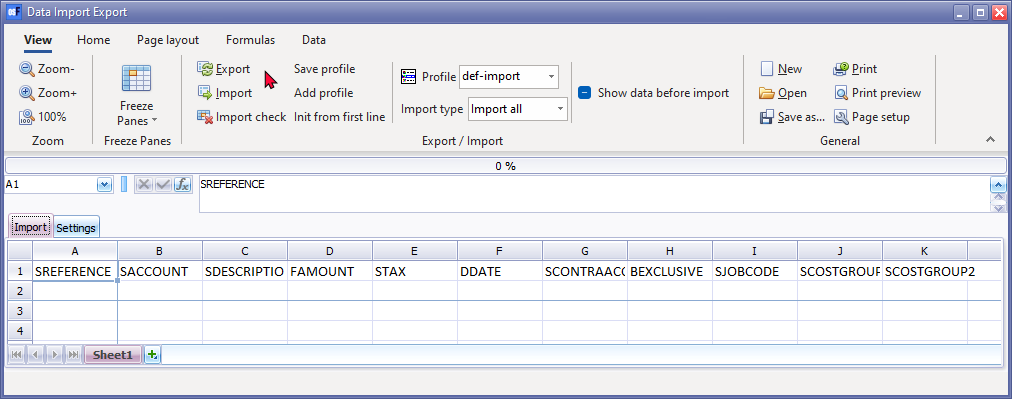 Data Import Export
View Home Page layout Formulas Data
Zoom- Export Save profile Profile def-import New Print
Zoom+ Freeze Panes Import Add profile Show data before import Open Print preview
100% Import check Init from first line Import type Import all Save as... Page setup
Zoom Freeze Panes Export / Import General
0 %
A1 fx SREFERENCE
Import Settings
A B C D E F G H I J K
1 SREFERENCE SACCOUNT SDESCRIPTIO FAMOUNT STAX DDATE SCONTRAACC BEXCLUSIVE SJOBCODE SCOSTGROUP SCOSTGROUP2
2
3
4
Sheet1